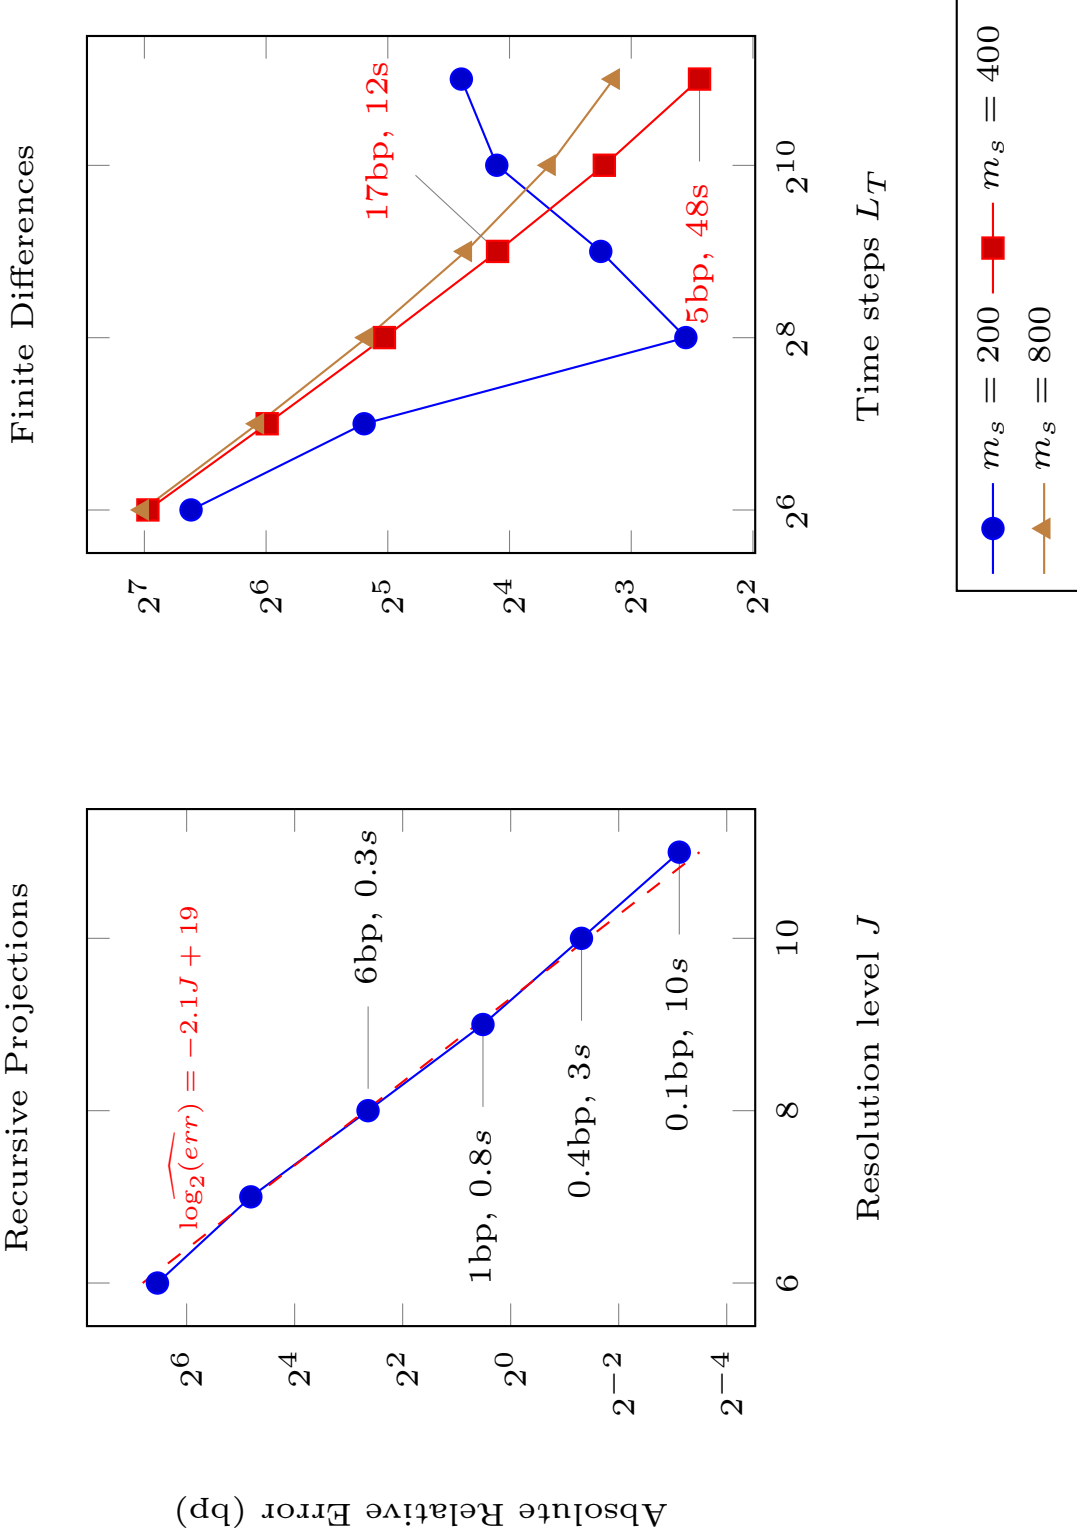 Recursive Projections
Absolute Relative Error (bp)
2^6
2^4
2^2
2^0
2^−2
2^−4
\widehat{log_2(err)} = −2.1J + 19
6bp, 0.3s
1bp, 0.8s
0.4bp, 3s
0.1bp, 10s
6
8
10
Resolution level J
Finite Differences
2^7
2^6
2^5
2^4
2^3
2^2
17bp, 12s
5bp, 48s
2^6
2^8
2^10
Time steps L_T
m_s = 200
m_s = 400
m_s = 800